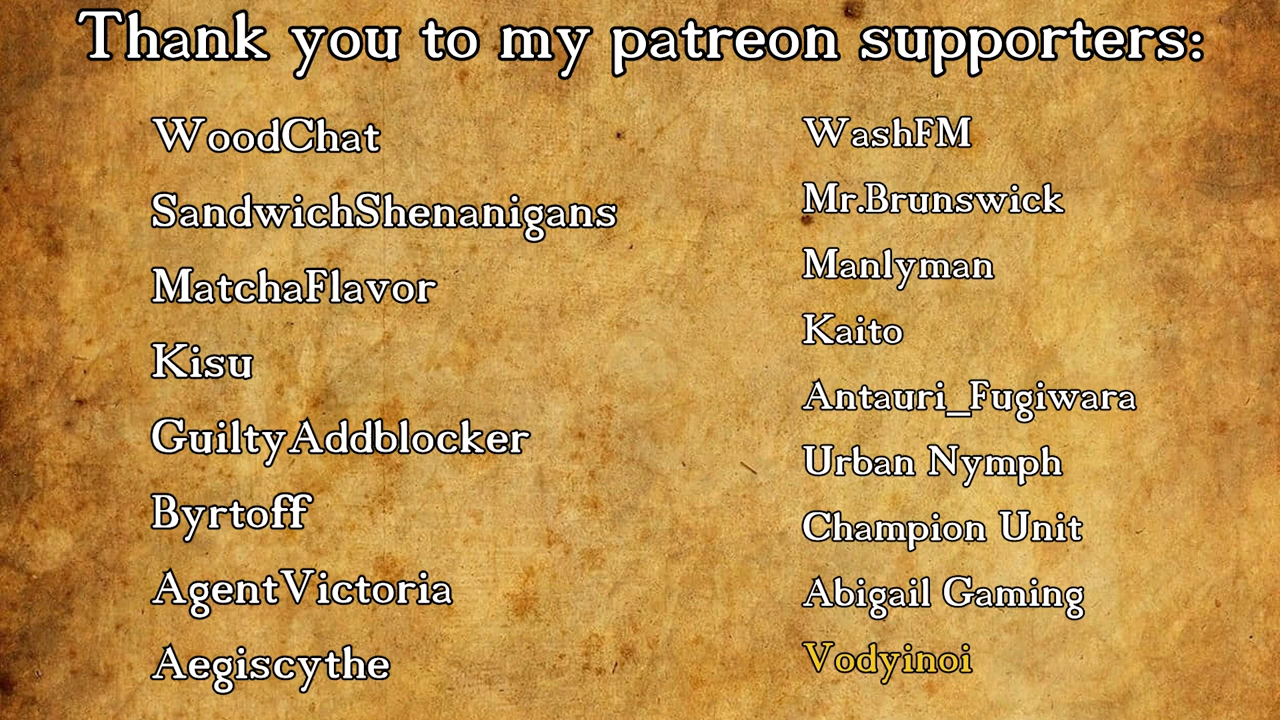 Thank you to my patreon supporters:
WoodChat
SandwichShenanigans
MatchaFlavor
Kisu
GuiltyAddblocker
Byrtoff
AgentVictoria
Aegiscythe
WashFM
Mr.Brunswick
Manlyman
Kaito
Antauri_Fugiwara
Urban Nymph
Champion Unit
Abigail Gaming
Vodyinoi